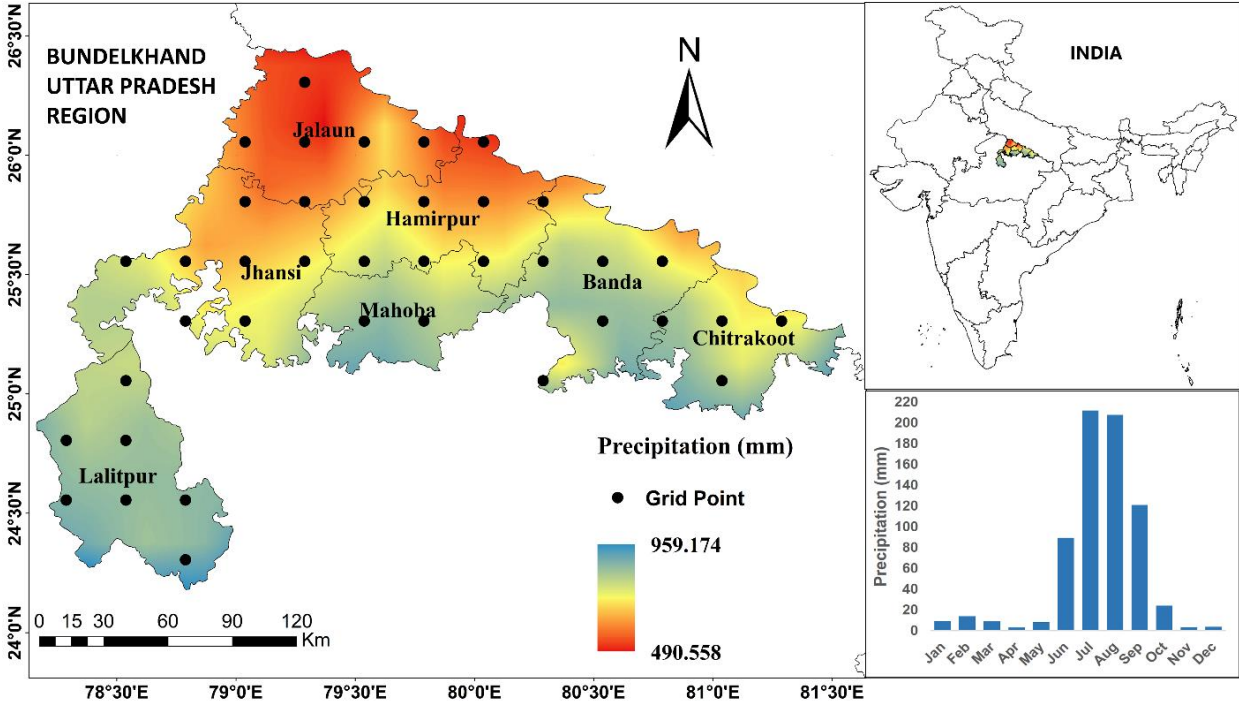 BUNDELKHAND
UTTAR PRADESH
REGION
N
Jalaun
Hamirpur
Jhansi
Banda
Mahoba
Chitrakoot
Lalitpur
Precipitation (mm)
Grid Point
959.174
490.558
0 15 30 60 90 120
Km
26°30'N
26°0'N
25°30'N
25°0'N
24°30'N
24°0'N
78°30'E 79°0'E 79°30'E 80°0'E 80°30'E 81°0'E 81°30'E
INDIA
Precipitation (mm)
220
200
180
160
140
120
100
80
60
40
20
0
Jan Feb Mar Apr May Jun Jul Aug Sep Oct Nov Dec